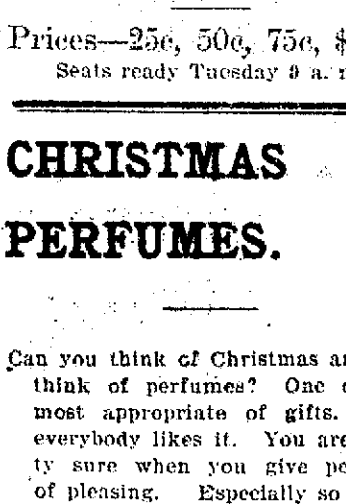 Prices—25c, 50c, 75c, $
Seats ready Tuesday 9 a.
CHRISTMAS
PERFUMES.
Can you think of Christmas
think of perfumes? One
most appropriate of gifts.
everybody likes it. You are
ty sure when you give
of pleasing. Especially so